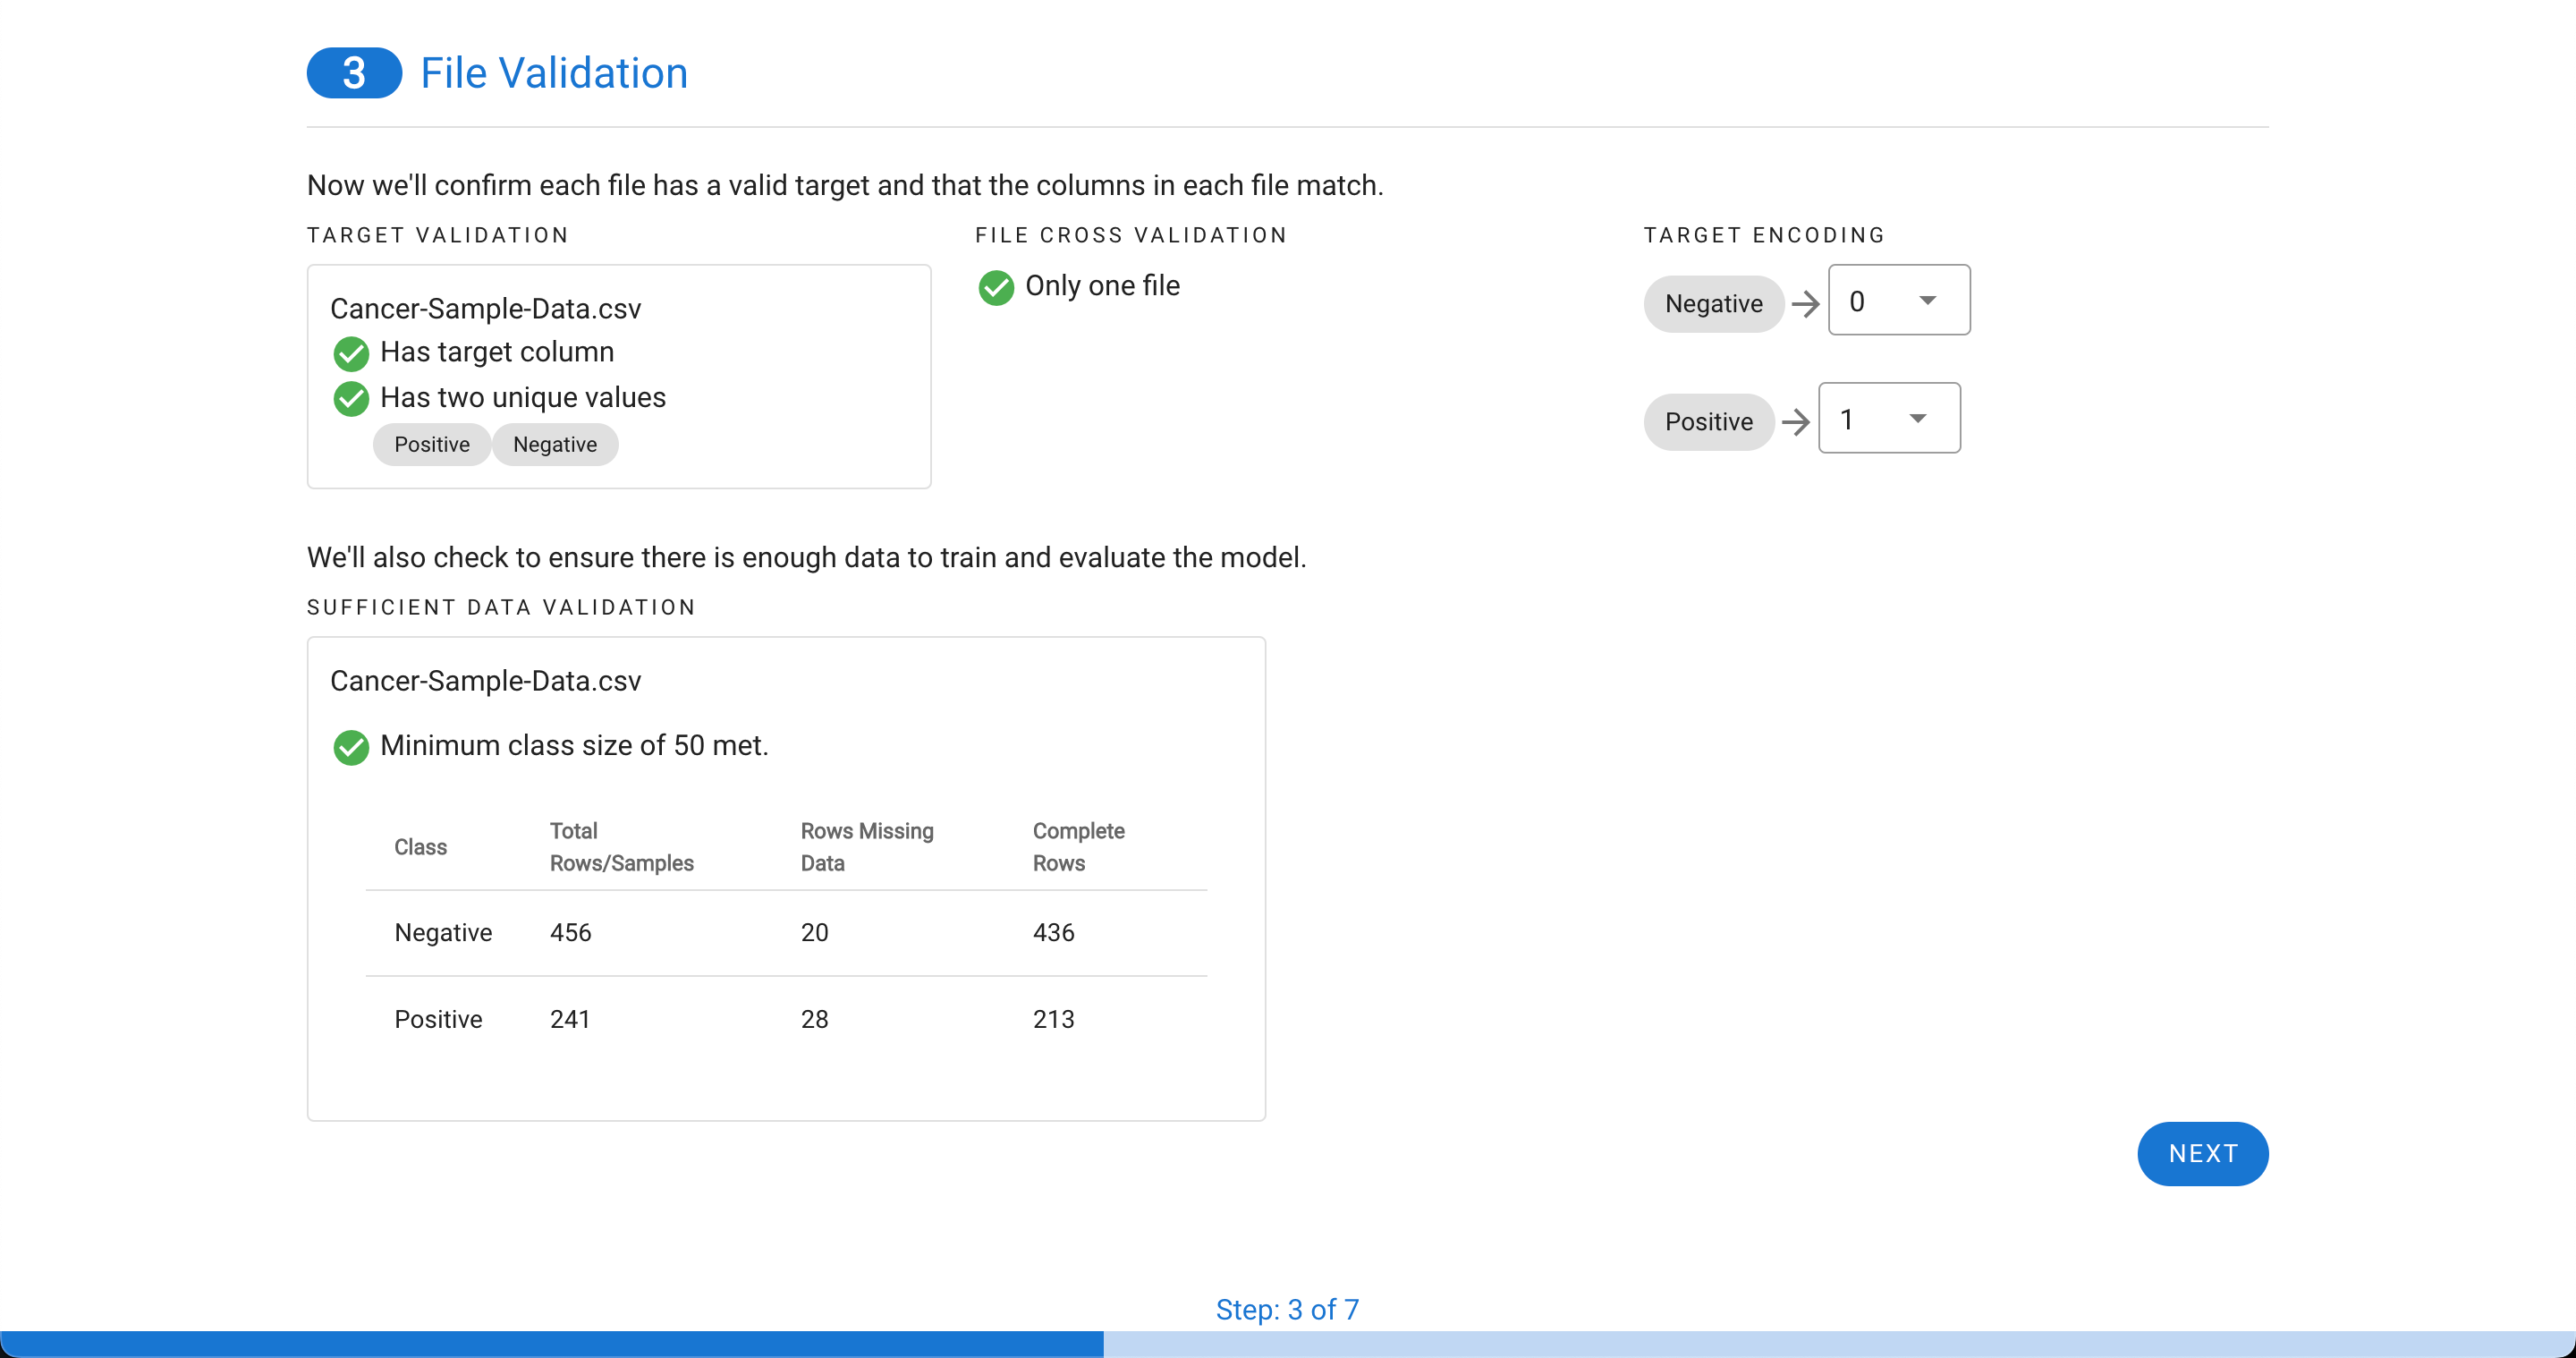 3 File Validation
Now we'll confirm each file has a valid target and that the columns in each file match.
TARGET VALIDATION
Cancer-Sample-Data.csv
Has target column
Has two unique values
Positive Negative
FILE CROSS VALIDATION
Only one file
TARGET ENCODING
Negative 0
Positive 1
We'll also check to ensure there is enough data to train and evaluate the model.
SUFFICIENT DATA VALIDATION
Cancer-Sample-Data.csv
Minimum class size of 50 met.
Class Total Rows/Samples Rows Missing Data Complete Rows
Negative 456 20 436
Positive 241 28 213
NEXT
Step: 3 of 7